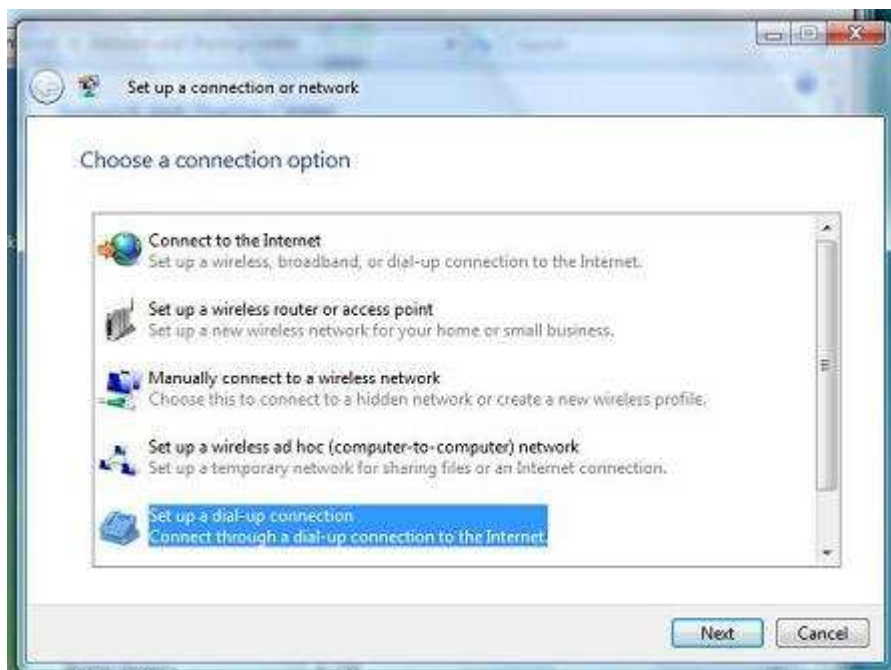 Set up a connection or network
Choose a connection option
Connect to the Internet
Set up a wireless, broadband, or dial-up connection to the Internet.
Set up a wireless router or access point
Set up a new wireless network for your home or small business.
Manually connect to a wireless network
Choose this to connect to a hidden network or create a new wireless profile.
Set up a wireless ad hoc (computer-to-computer) network
Set up a temporary network for sharing files or an Internet connection.
Set up a dial-up connection
Connect through a dial-up connection to the Internet.
Next
Cancel